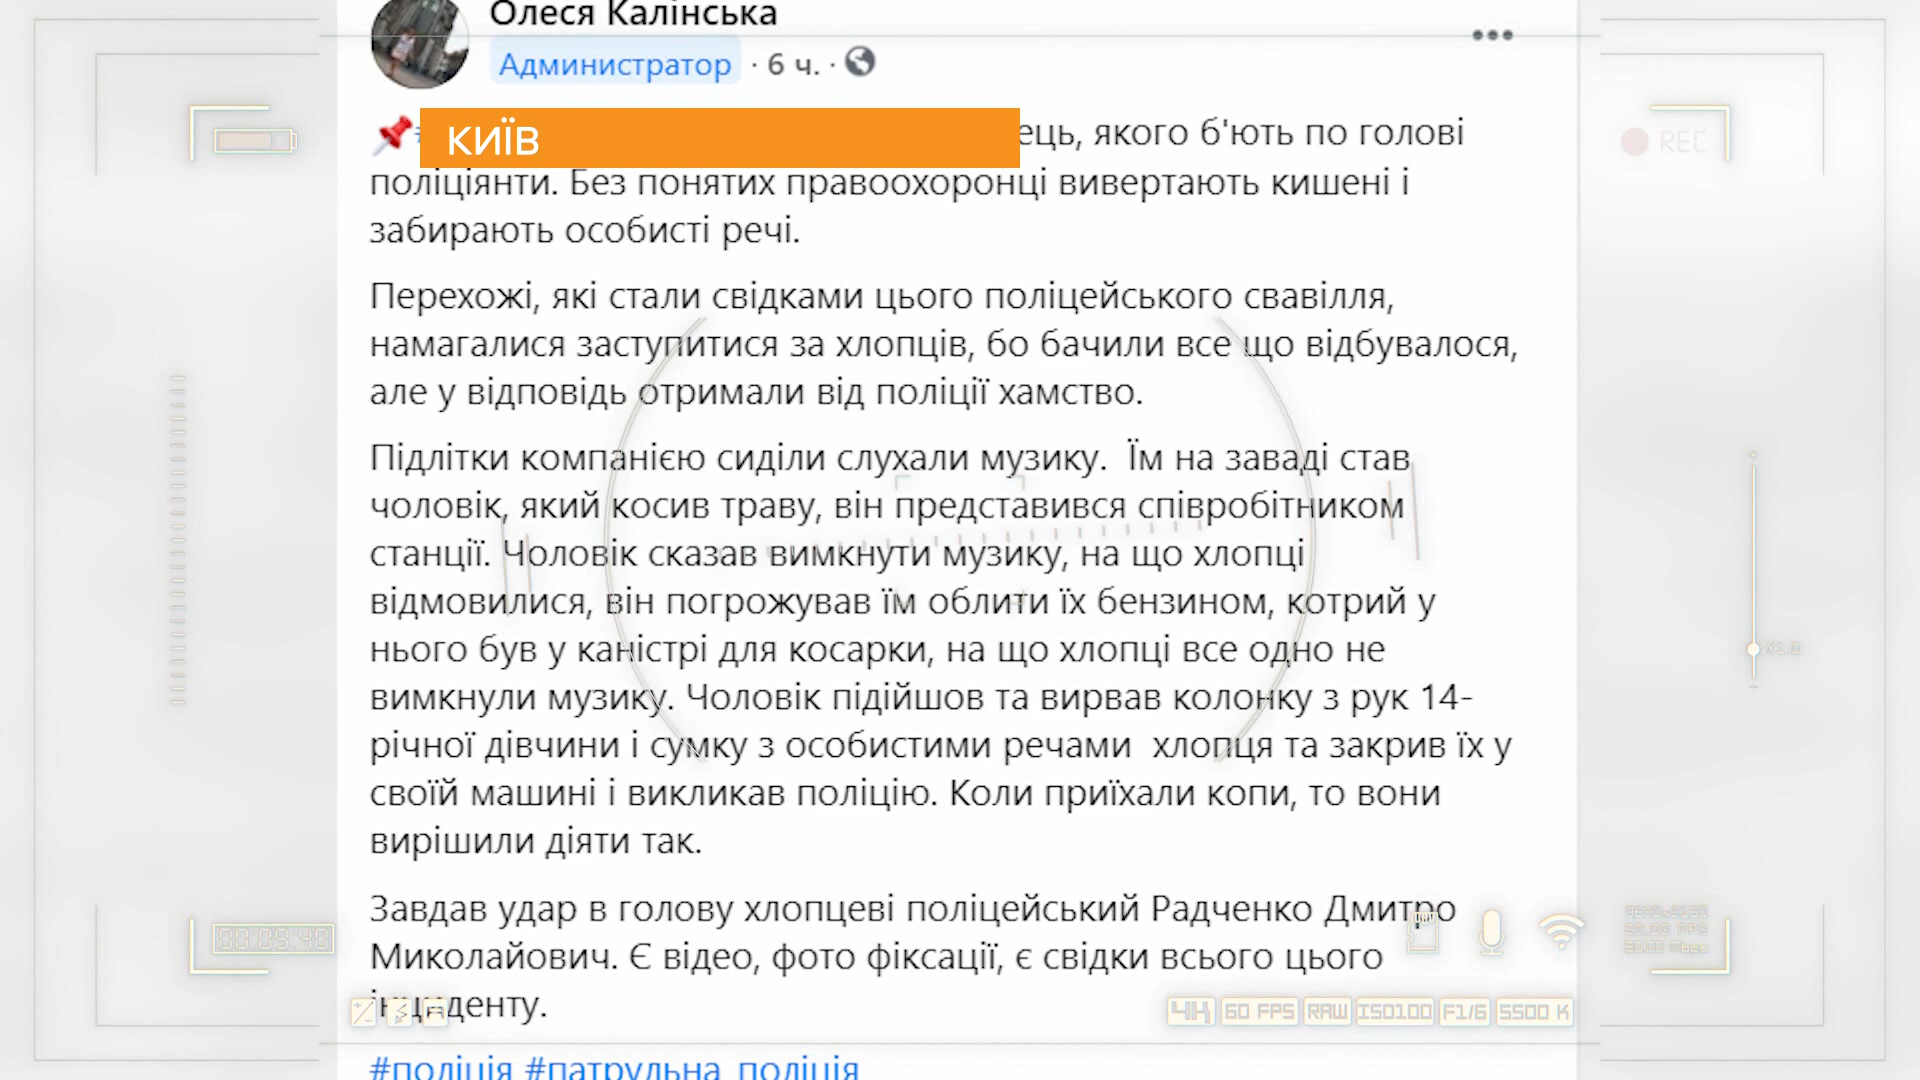 Олеся Калінська
Администратор · 6 ч. ·
КИЇВ
ець, якого б'ють по голові
поліціянти. Без понятих правоохоронці вивертають кишені і
забирають особисті речі.
Перехожі, які стали свідками цього поліцейського свавілля,
намагалися заступитися за хлопців, бо бачили все що відбувалося,
але у відповідь отримали від поліції хамство.
Підлітки компанією сиділи слухали музику. Їм на заваді став
чоловік, який косив траву, він представився співробітником
станції. Чоловік сказав вимкнути музику, на що хлопці
відмовилися, він погрожував їм облити їх бензином, котрий у
нього був у каністрі для косарки, на що хлопці все одно не
вимкнули музику. Чоловік підійшов та вирвав колонку з рук 14-
річної дівчини і сумку з особистими речами хлопця та закрив їх у
своїй машині і викликав поліцію. Коли приїхали копи, то вони
вирішили діяти так.
Завдав удар в голову хлопцеві поліцейський Радченко Дмитро
Миколайович. Є відео, фото фіксації, є свідки всього цього
інциденту.
#поліція #патрульна_поліція
REC
X1.0
00:09.40
4K 60 FPS RAW ISO100 F1/6 5500 K